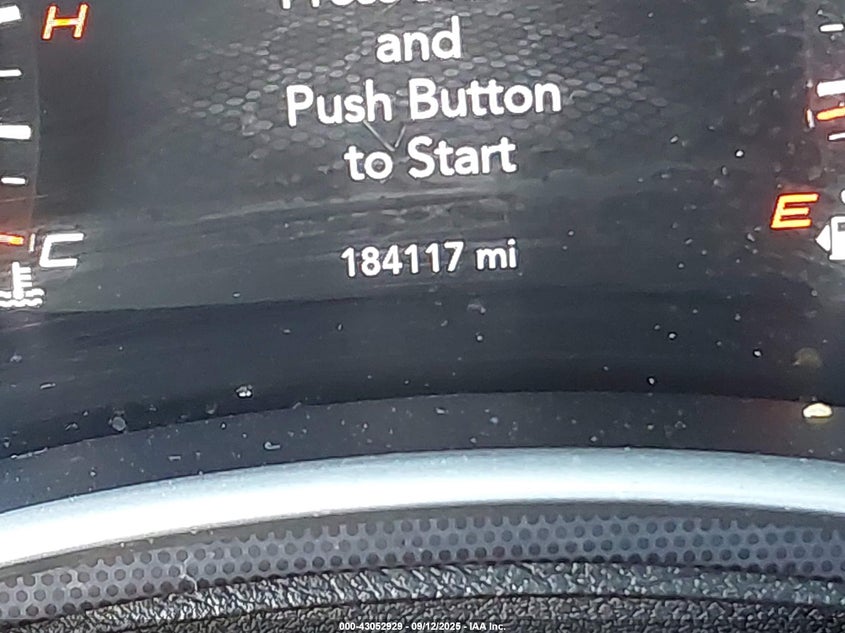 H
and
Push Button
to Start
E
C
184117 mi
000-43052929 - 09/12/2025 - IAA Inc.